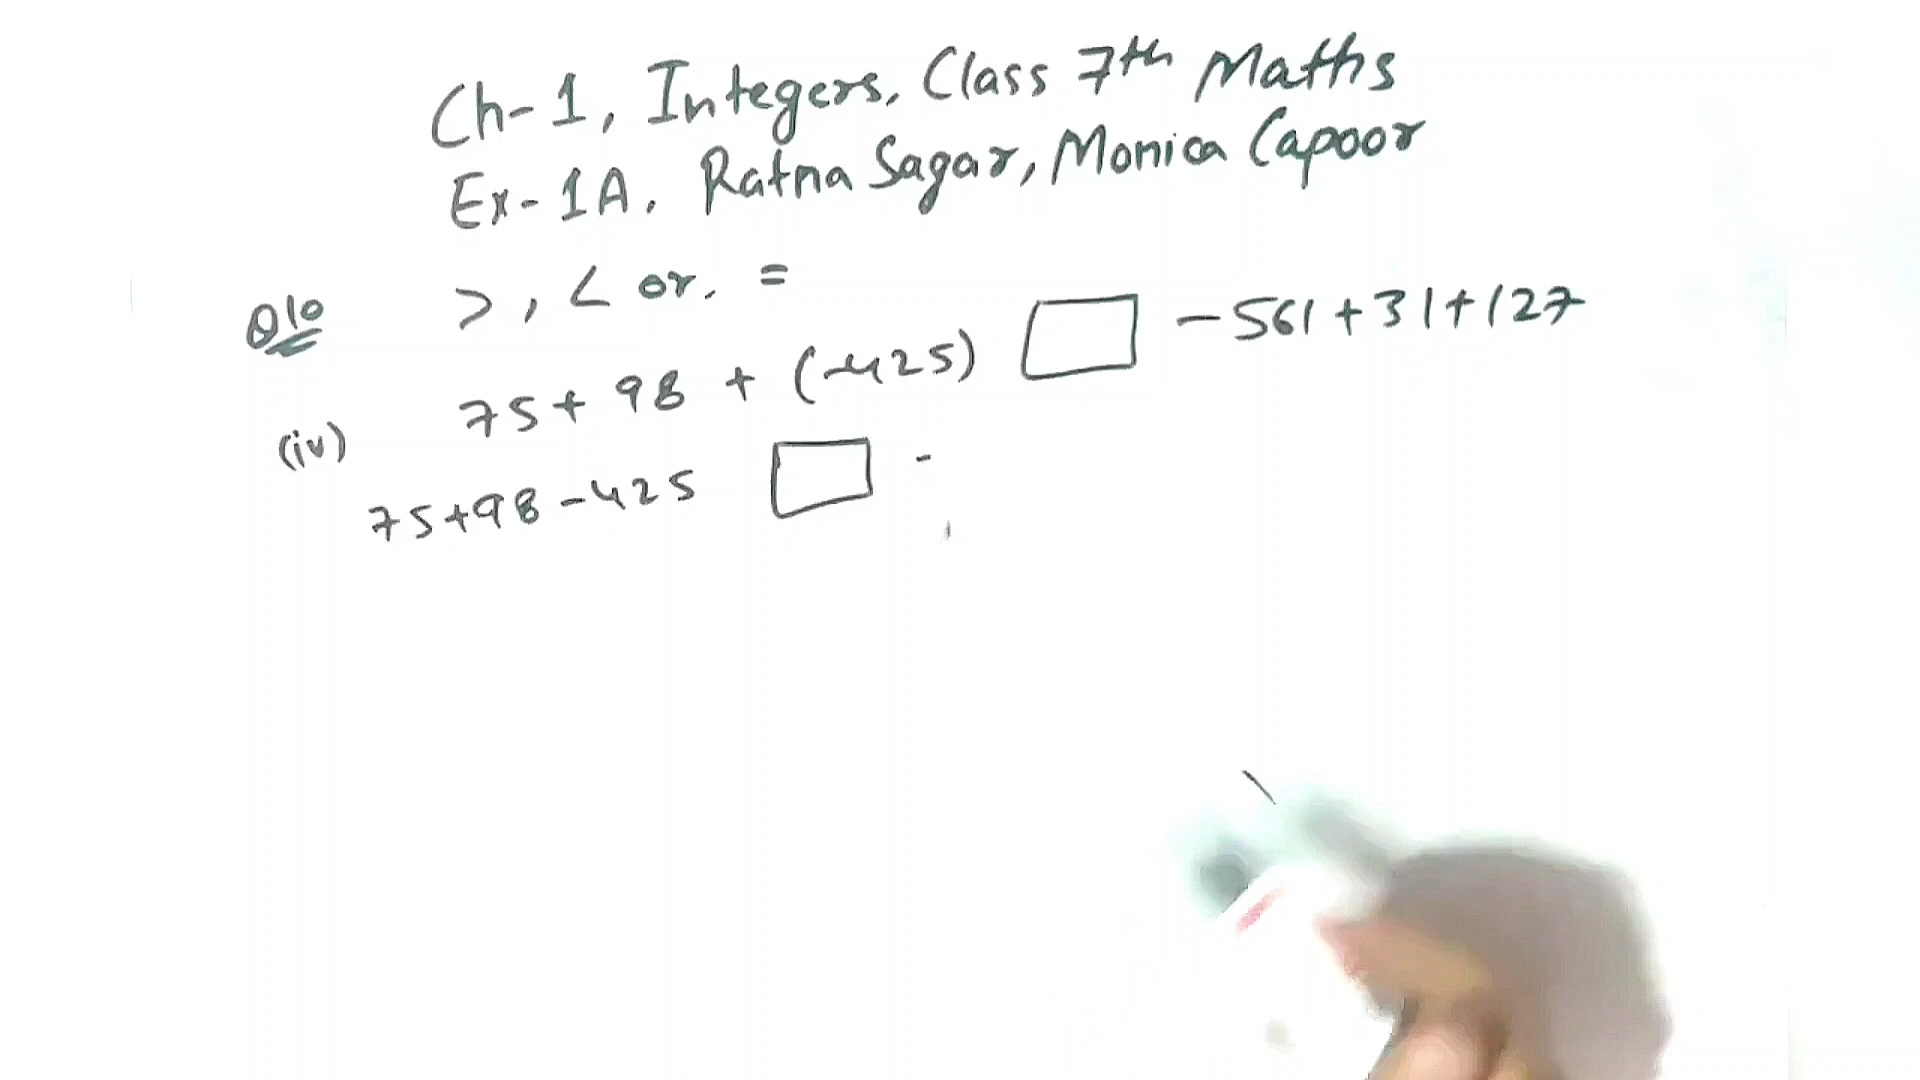 Ch-1, Integers, Class 7th Maths
Ex-1A. Ratna Sagar, Monica Capoor
Q10 >, < or. =
(iv) 75+98+(-425) □ -561+31+127
75+98-425 □ -